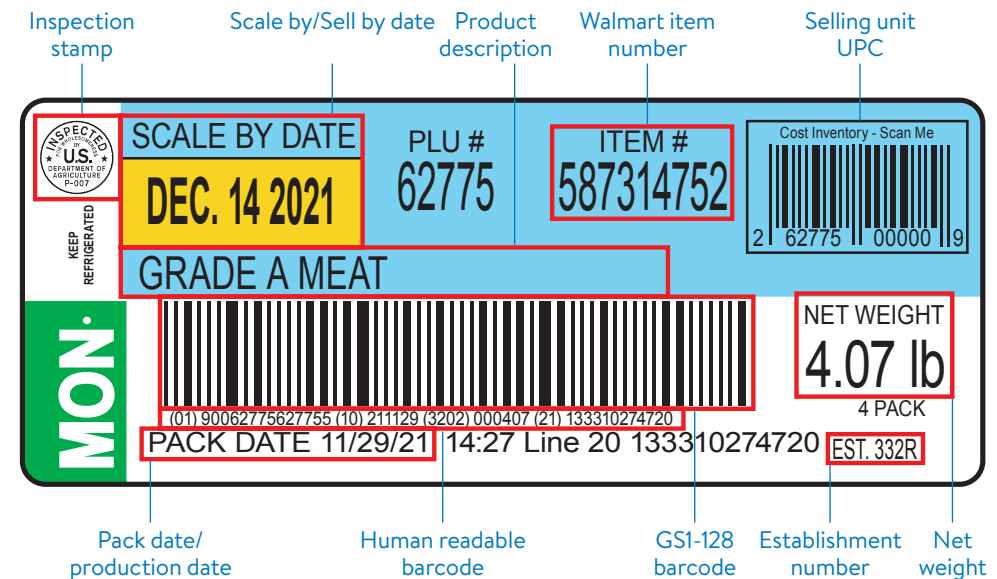 Inspection
stamp
Scale by/Sell by date
Product
description
Walmart item
number
Selling unit
UPC
INSPECTED
FOR WHOLESOMENESS
BY
U.S.
DEPARTMENT OF
AGRICULTURE
P-007
KEEP
REFRIGERATED
SCALE BY DATE
DEC. 14 2021
PLU #
62775
ITEM #
587314752
Cost Inventory - Scan Me
2 62775 00000 9
GRADE A MEAT
MON.
(01) 90062775627755 (10) 211129 (3202) 000407 (21) 133310274720
PACK DATE 11/29/21 14:27 Line 20 133310274720 EST. 332R
NET WEIGHT
4.07 lb
4 PACK
Pack date/
production date
Human readable
barcode
GS1-128
barcode
Establishment
number
Net
weight